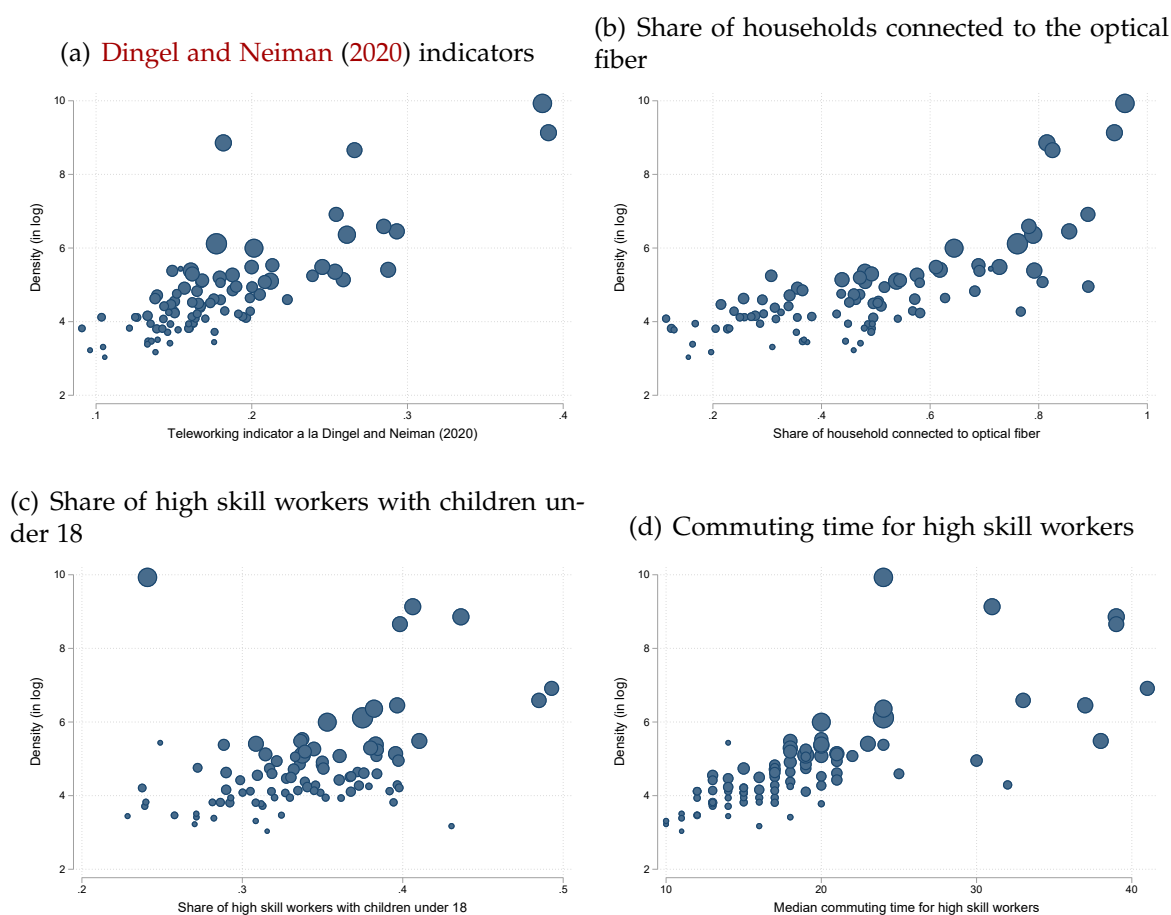 (a) Dingel and Neiman (2020) indicators
10
8
6
4
2
Density (in log)
.1 .2 .3 .4
Teleworking indicator a la Dingel and Neiman (2020)
(b) Share of households connected to the optical
fiber
10
8
6
4
2
Density (in log)
.2 .4 .6 .8 1
Share of household connected to optical fiber
(c) Share of high skill workers with children un-
der 18
10
8
6
4
2
Density (in log)
.2 .3 .4 .5
Share of high skill workers with children under 18
(d) Commuting time for high skill workers
10
8
6
4
2
Density (in log)
10 20 30 40
Median commuting time for high skill workers